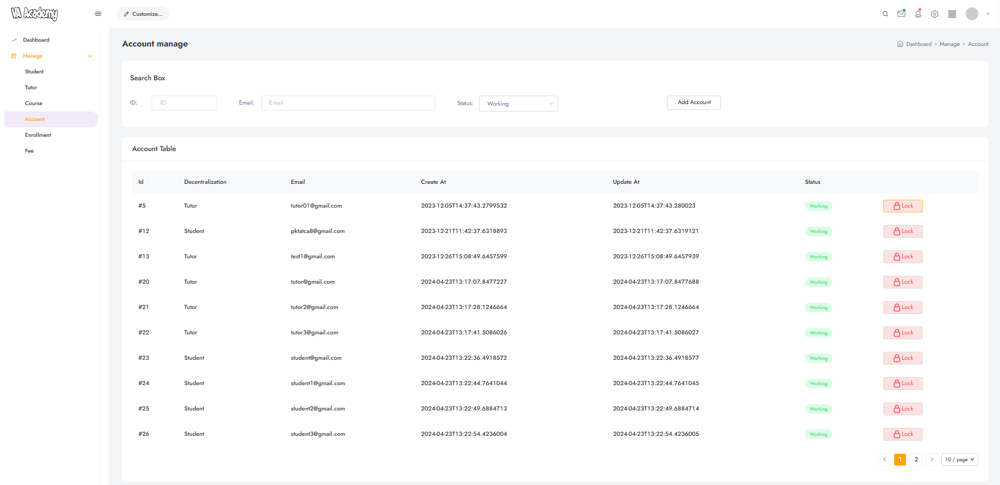 VA Academy
Customize...
Dashboard
Manage
Student
Tutor
Course
Account
Enrollment
Fee
Account manage
Dashboard • Manage • Account
Search Box
ID: ID Email: Email Status: Working Add Account
Account Table
Id Decentralization Email Create At Update At Status
#5 Tutor tutor01@gmail.com 2023-12-05T14:37:43.2799532 2023-12-05T14:37:43.280023 Working Lock
#12 Student pktatca8@gmail.com 2023-12-21T11:42:37.6318893 2023-12-21T11:42:37.6319121 Working Lock
#13 Tutor test1@gmail.com 2023-12-26T15:08:49.6457599 2023-12-26T15:08:49.6457939 Working Lock
#20 Tutor tutor@gmail.com 2024-04-23T13:17:07.8477227 2024-04-23T13:17:07.8477688 Working Lock
#21 Tutor tutor2@gmail.com 2024-04-23T13:17:28.1246664 2024-04-23T13:17:28.1246664 Working Lock
#22 Tutor tutor3@gmail.com 2024-04-23T13:17:41.5086026 2024-04-23T13:17:41.5086027 Working Lock
#23 Student student@gmail.com 2024-04-23T13:22:36.4918572 2024-04-23T13:22:36.4918577 Working Lock
#24 Student student1@gmail.com 2024-04-23T13:22:44.7641044 2024-04-23T13:22:44.7641045 Working Lock
#25 Student student2@gmail.com 2024-04-23T13:22:49.6884713 2024-04-23T13:22:49.6884714 Working Lock
#26 Student student3@gmail.com 2024-04-23T13:22:54.4236004 2024-04-23T13:22:54.4236005 Working Lock
< 1 2 > 10 / page